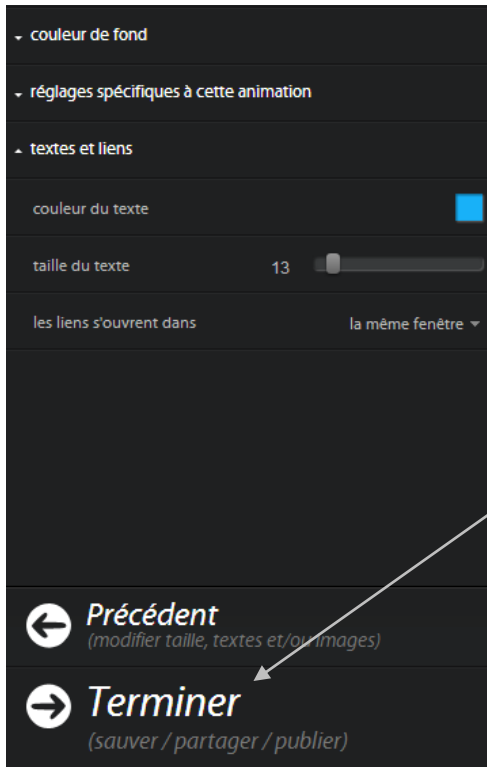 couleur de fond
réglages spécifiques à cette animation
textes et liens
couleur du texte
taille du texte 13
les liens s'ouvrent dans la même fenêtre
Précédent
(modifier taille, textes et/ou images)
Terminer
(sauver / partager / publier)